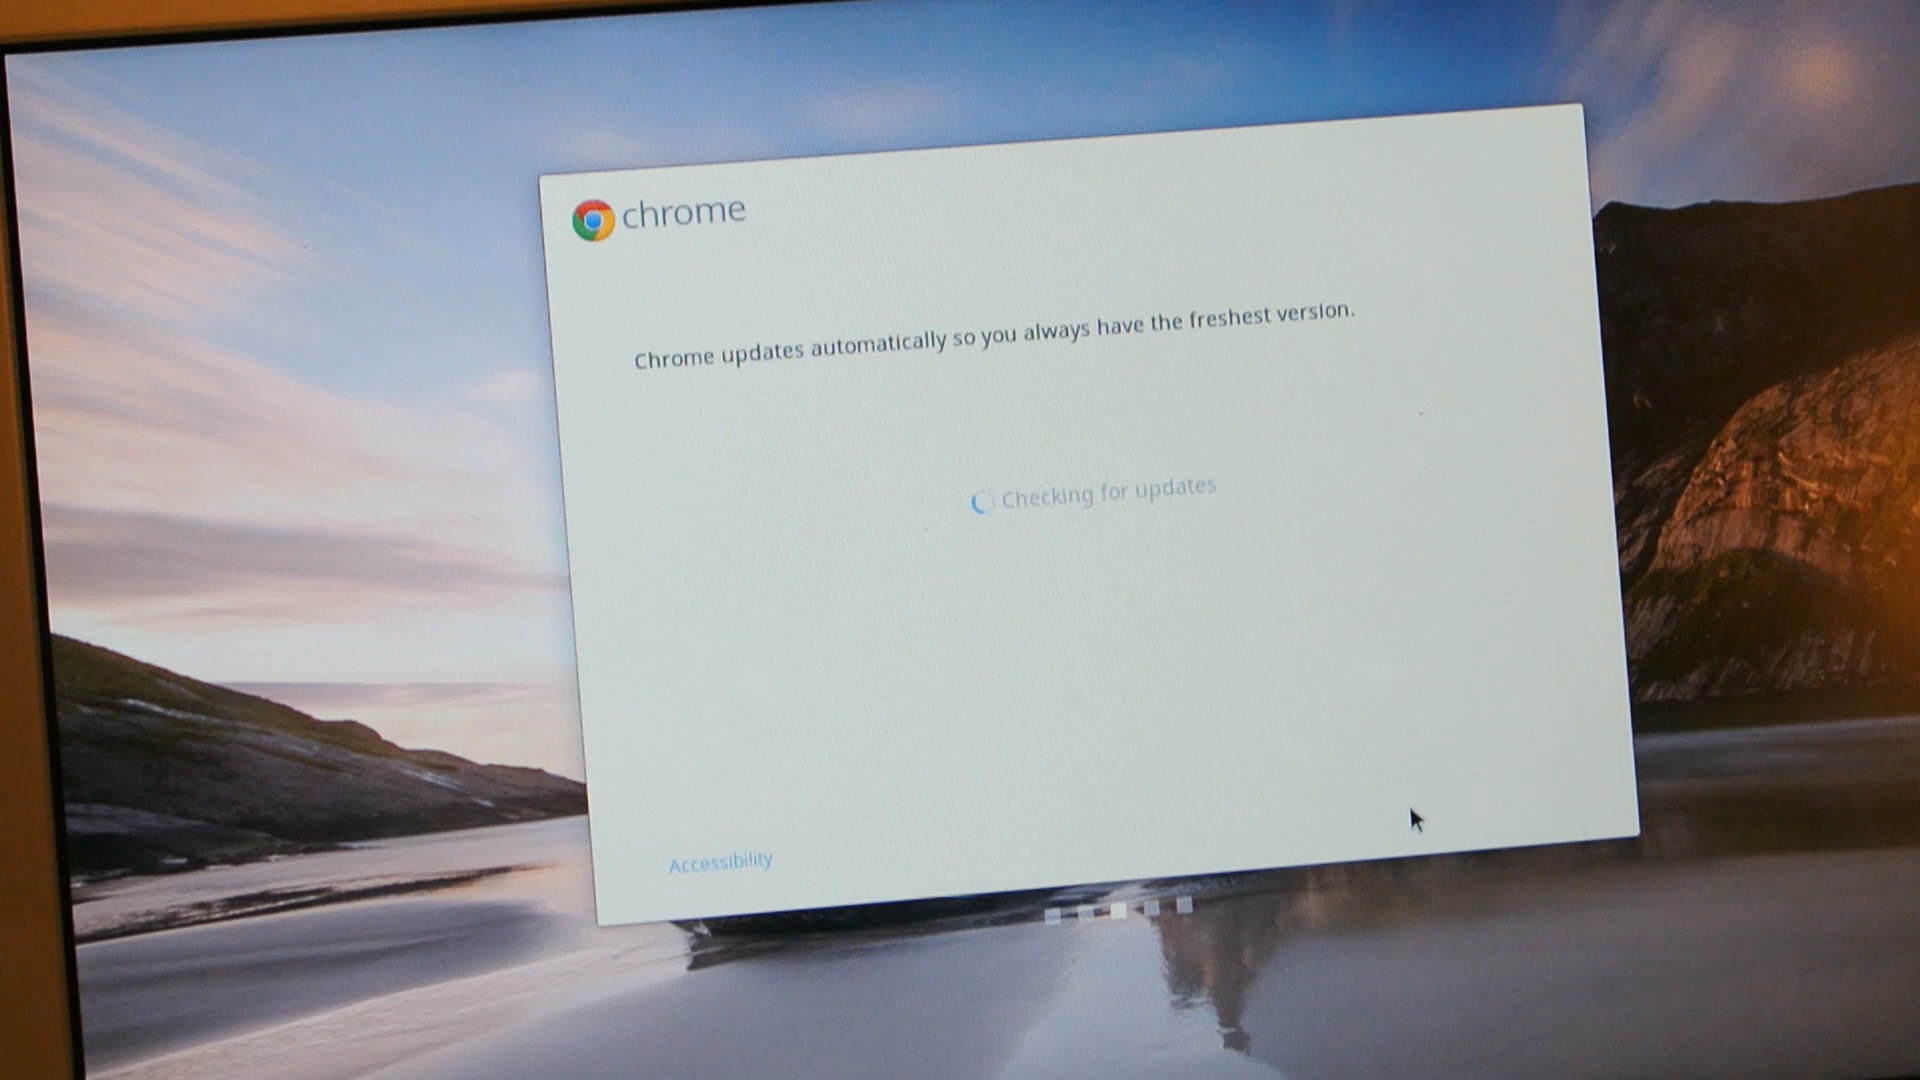 chrome
Chrome updates automatically so you always have the freshest version.
Checking for updates
Accessibility